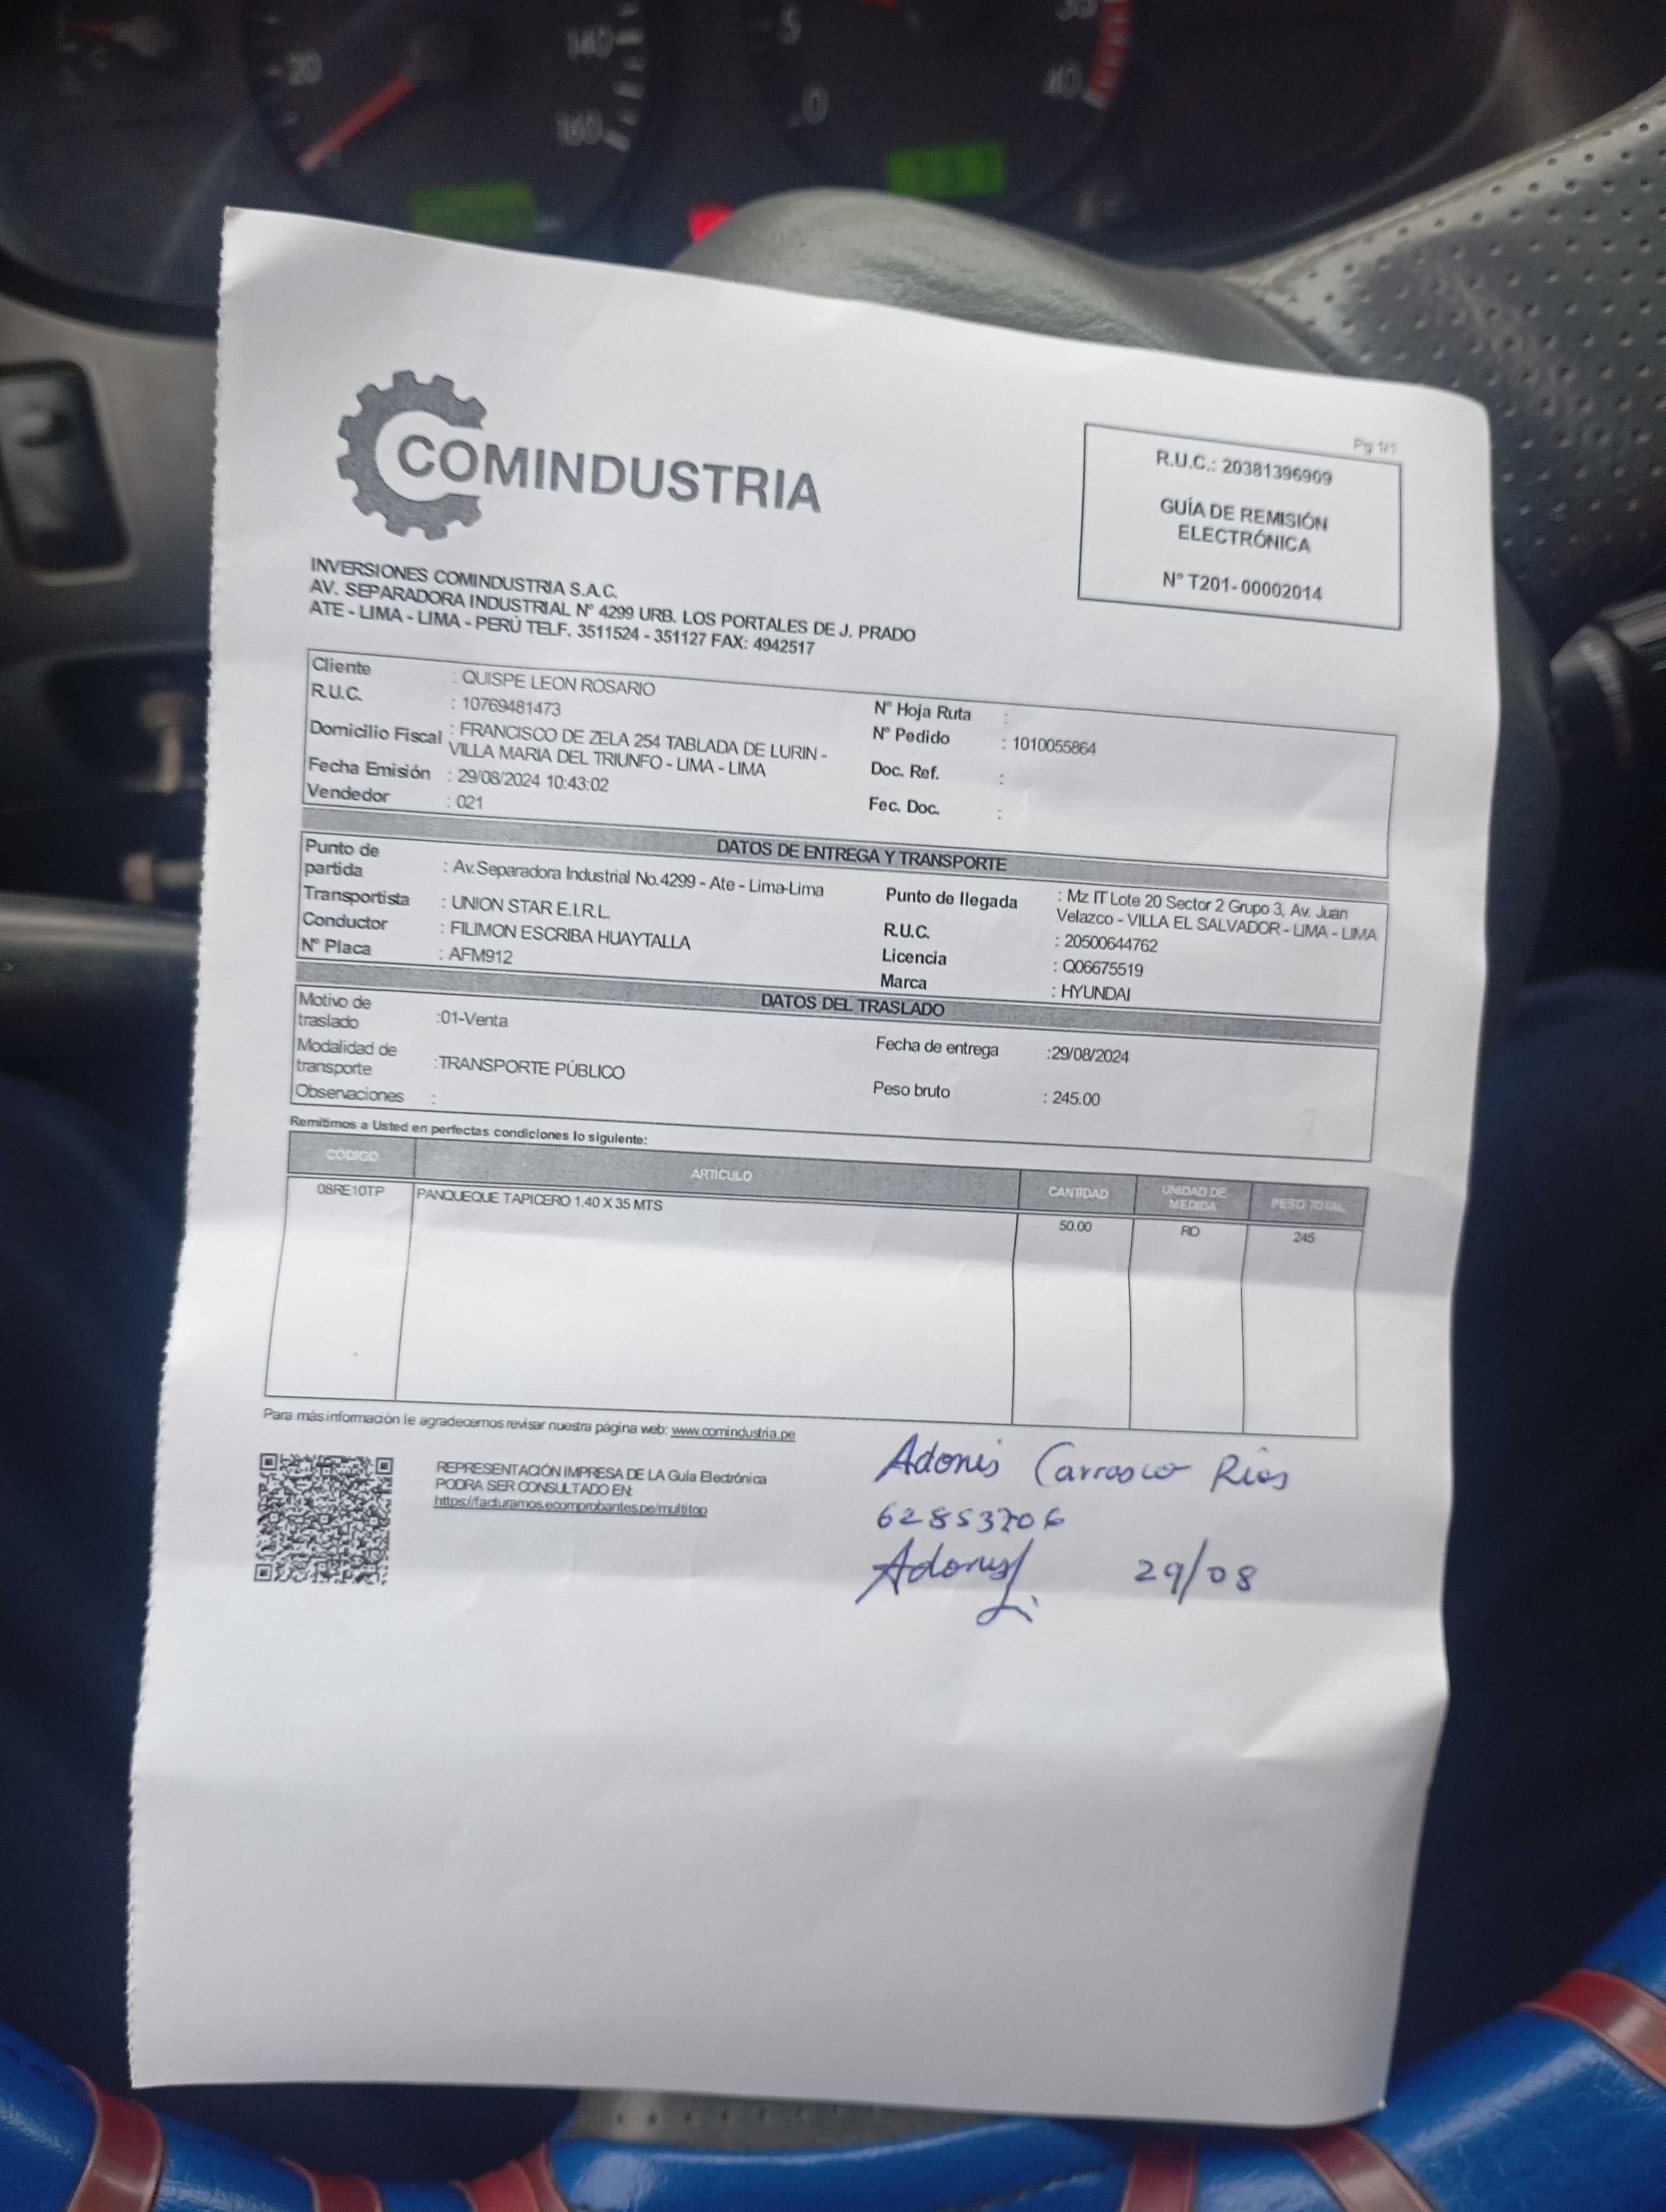 20
140
160
5
0
40
COMINDUSTRIA
Pg 1/1
R.U.C.: 20381396909
GUÍA DE REMISIÓN
ELECTRÓNICA
N° T201- 00002014
INVERSIONES COMINDUSTRIA S.A.C.
AV. SEPARADORA INDUSTRIAL N° 4299 URB. LOS PORTALES DE J. PRADO
ATE - LIMA - LIMA - PERÚ TELF. 3511524 - 351127 FAX: 4942517
Cliente : QUISPE LEON ROSARIO
R.U.C. : 10769481473
Domicilio Fiscal : FRANCISCO DE ZELA 254 TABLADA DE LURIN -
VILLA MARIA DEL TRIUNFO - LIMA - LIMA
Fecha Emisión : 29/08/2024 10:43:02
Vendedor : 021
N° Hoja Ruta :
N° Pedido : 1010055864
Doc. Ref. :
Fec. Doc. :
DATOS DE ENTREGA Y TRANSPORTE
Punto de
partida : Av.Separadora Industrial No.4299 - Ate - Lima-Lima
Transportista : UNION STAR E.I.R.L.
Conductor : FILIMON ESCRIBA HUAYTALLA
N° Placa : AFM912
Punto de llegada : Mz IT Lote 20 Sector 2 Grupo 3, Av. Juan
Velazco - VILLA EL SALVADOR - LIMA - LIMA
R.U.C. : 20500644762
Licencia : Q06675519
Marca : HYUNDAI
DATOS DEL TRASLADO
Motivo de
traslado :01-Venta
Modalidad de
transporte :TRANSPORTE PÚBLICO
Observaciones :
Fecha de entrega :29/08/2024
Peso bruto : 245.00
Remitimos a Usted en perfectas condiciones lo siguiente:
CÓDIGO ARTÍCULO CANTIDAD UNIDAD DE MEDIDA PESO TOTAL
08RE10TP PANQUEQUE TAPICERO 1.40 X 35 MTS 50.00 RO 245
Para más información le agradecemos revisar nuestra página web: www.comindustria.pe
REPRESENTACIÓN IMPRESA DE LA Guía Electrónica
PODRA SER CONSULTADO EN:
https://facturamos.ecomprobantes.pe/multitop
Adonis Carrasco Rios
62853706
Adonis
29/08